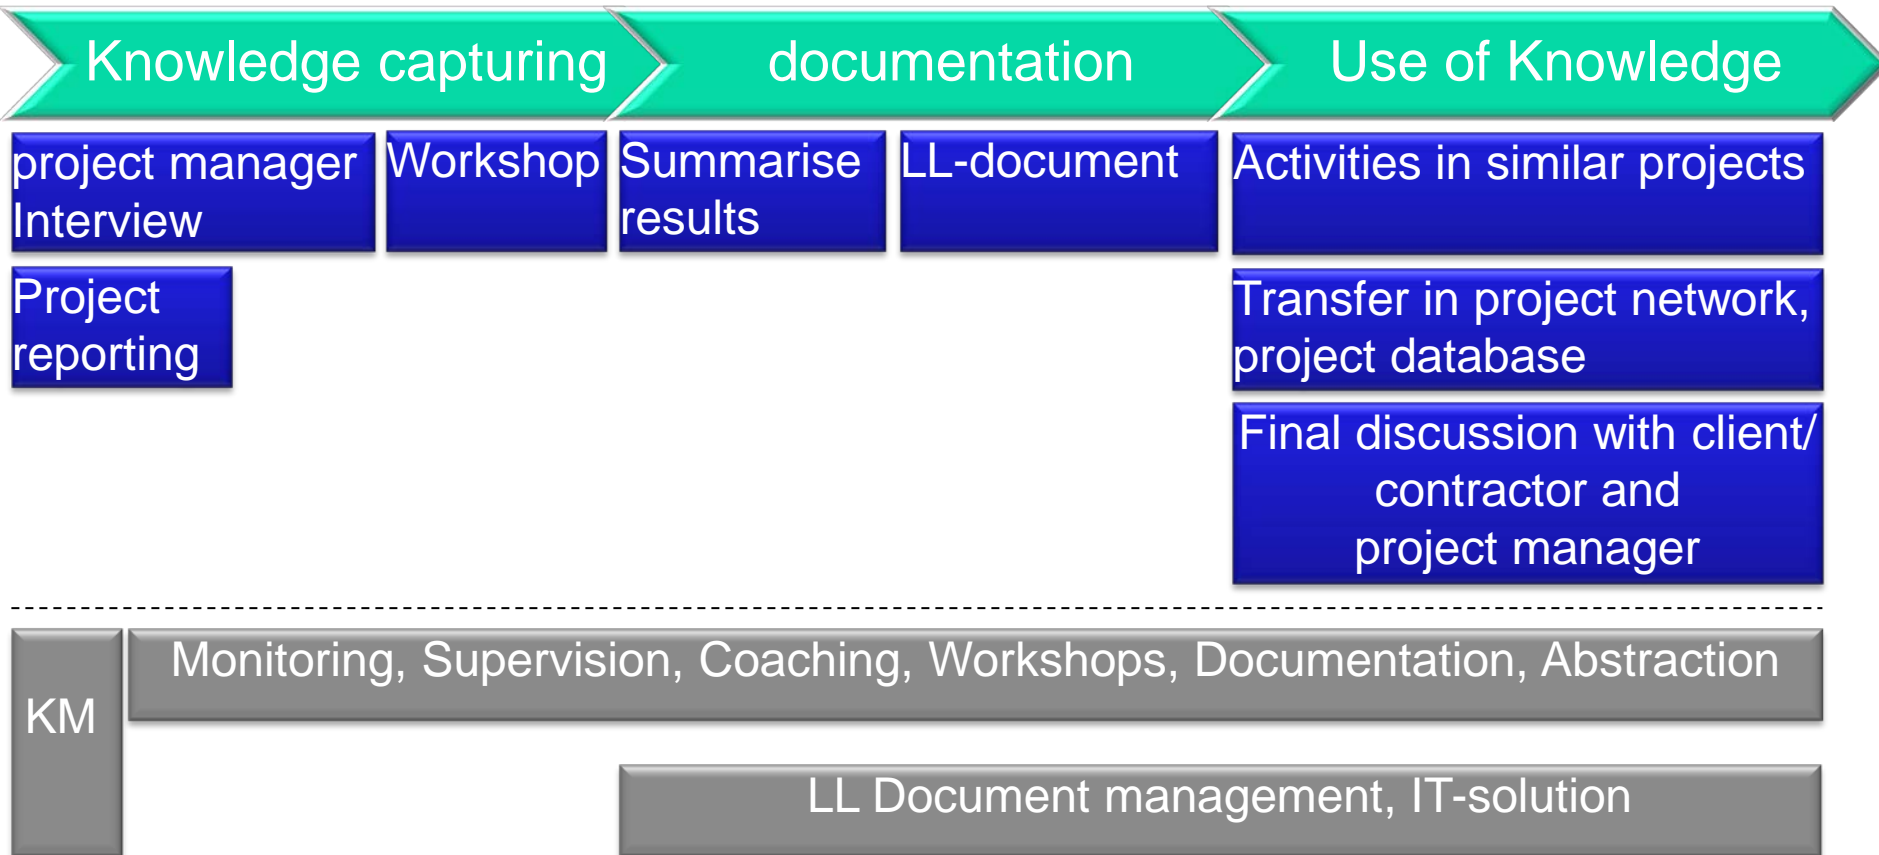 Knowledge capturing
documentation
Use of Knowledge
project manager
Interview
Workshop
Summarise
results
LL-document
Activities in similar projects
Project
reporting
Transfer in project network,
project database
Final discussion with client/
contractor and
project manager
KM
Monitoring, Supervision, Coaching, Workshops, Documentation, Abstraction
LL Document management, IT-solution